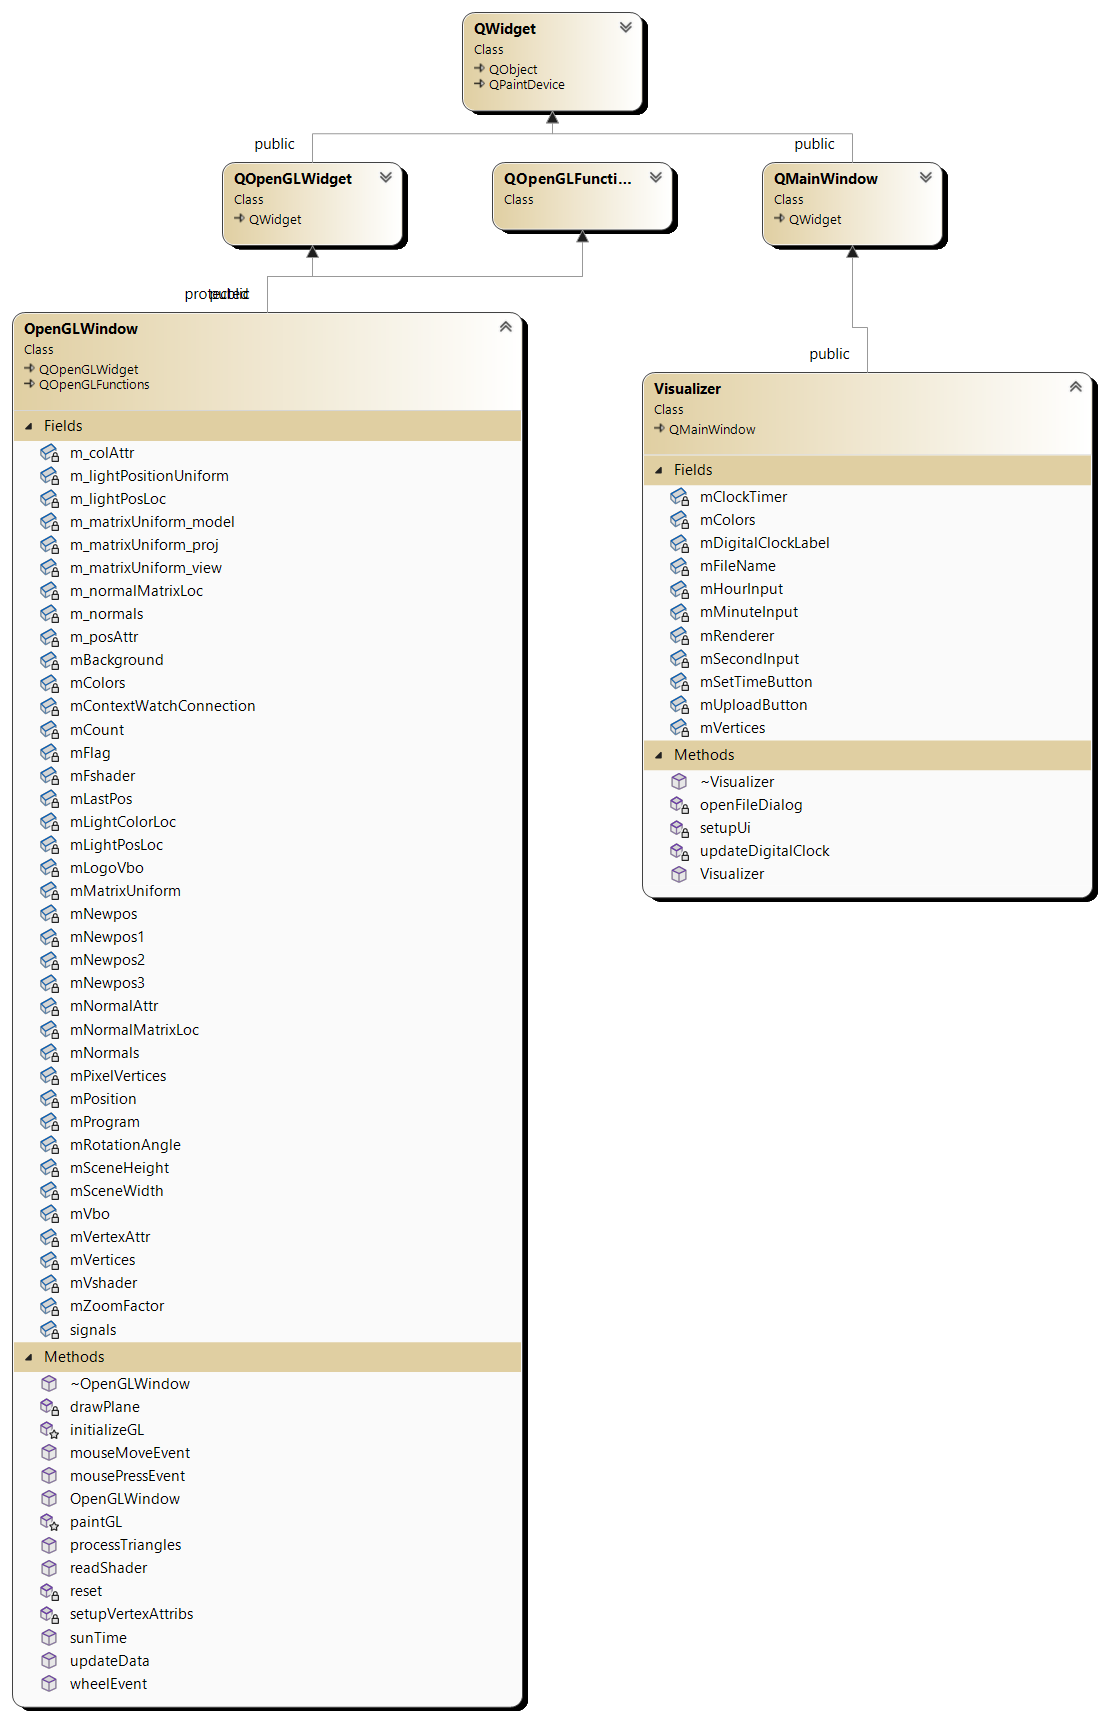 QWidget
Class
QObject
QPaintDevice
public
public
QOpenGLWidget
Class
QWidget
QOpenGLFuncti...
Class
QMainWindow
Class
QWidget
protected
public
OpenGLWindow
Class
QOpenGLWidget
QOpenGLFunctions
Fields
m_colAttr
m_lightPositionUniform
m_lightPosLoc
m_matrixUniform_model
m_matrixUniform_proj
m_matrixUniform_view
m_normalMatrixLoc
m_normals
m_posAttr
mBackground
mColors
mContextWatchConnection
mCount
mFlag
mFshader
mLastPos
mLightColorLoc
mLightPosLoc
mLogoVbo
mMatrixUniform
mNewpos
mNewpos1
mNewpos2
mNewpos3
mNormalAttr
mNormalMatrixLoc
mNormals
mPixelVertices
mPosition
mProgram
mRotationAngle
mSceneHeight
mSceneWidth
mVbo
mVertexAttr
mVertices
mVshader
mZoomFactor
signals
Methods
~OpenGLWindow
drawPlane
initializeGL
mouseMoveEvent
mousePressEvent
OpenGLWindow
paintGL
processTriangles
readShader
reset
setupVertexAttribs
sunTime
updateData
wheelEvent
public
Visualizer
Class
QMainWindow
Fields
mClockTimer
mColors
mDigitalClockLabel
mFileName
mHourInput
mMinuteInput
mRenderer
mSecondInput
mSetTimeButton
mUploadButton
mVertices
Methods
~Visualizer
openFileDialog
setupUi
updateDigitalClock
Visualizer